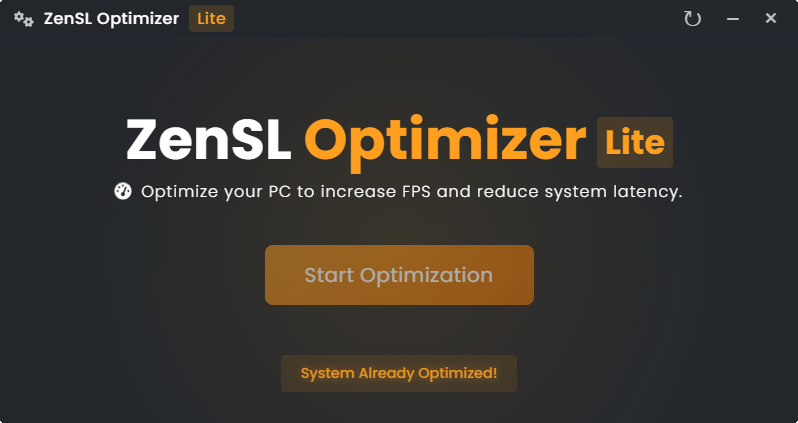 ZenSL Optimizer Lite
ZenSL Optimizer Lite
Optimize your PC to increase FPS and reduce system latency.
Start Optimization
System Already Optimized!